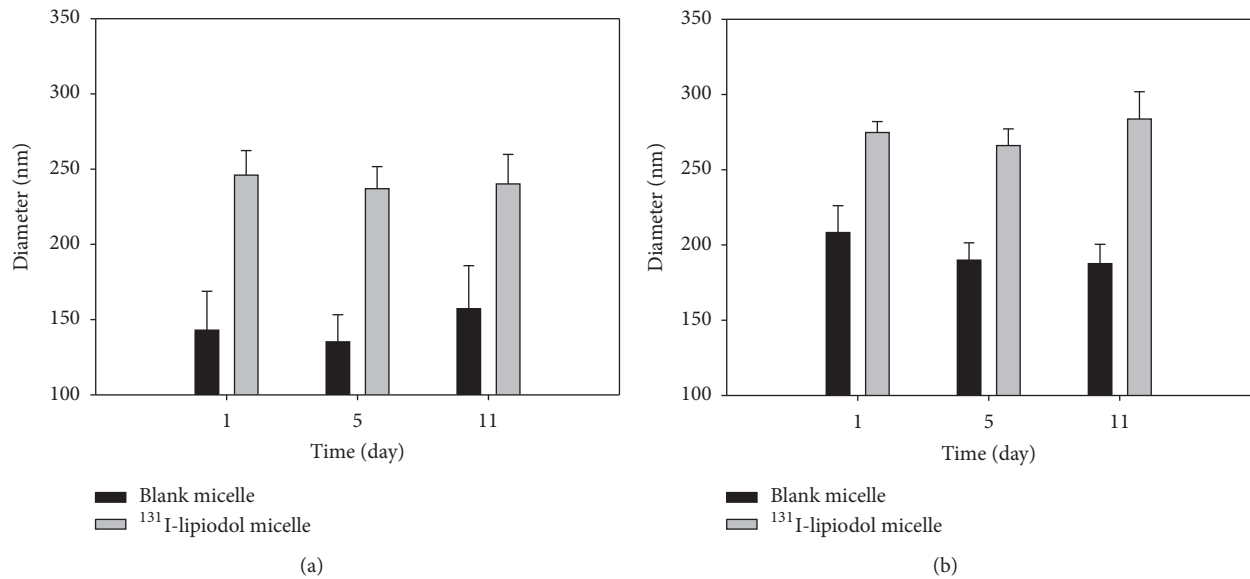 350
300
250
200
150
100
Diameter (nm)
1 5 11
Time (day)
Blank micelle
¹³¹I-lipiodol micelle
(a)
350
300
250
200
150
100
Diameter (nm)
1 5 11
Time (day)
Blank micelle
¹³¹I-lipiodol micelle
(b)